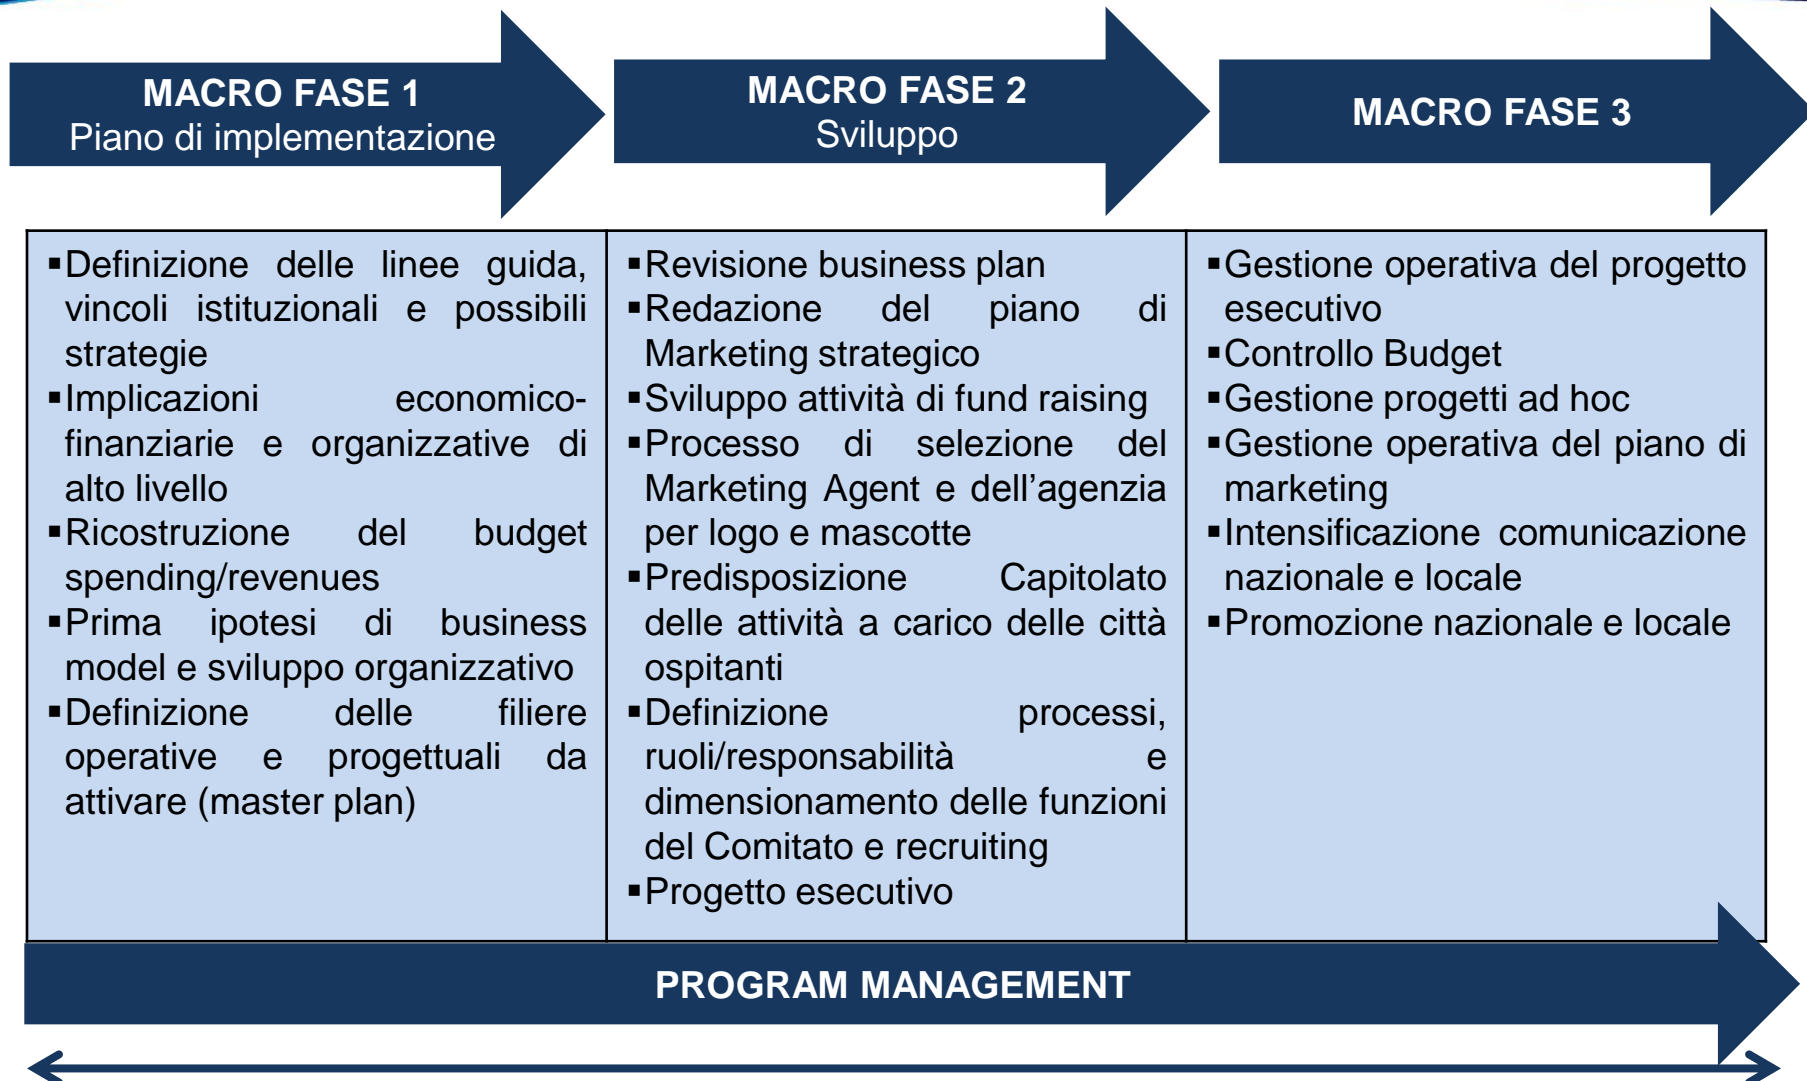 MACRO FASE 1
Piano di implementazione
MACRO FASE 2
Sviluppo
MACRO FASE 3
▪Definizione delle linee guida,
vincoli istituzionali e possibili
strategie
▪Implicazioni economico-
finanziarie e organizzative di
alto livello
▪Ricostruzione del budget
spending/revenues
▪Prima ipotesi di business
model e sviluppo organizzativo
▪Definizione delle filiere
operative e progettuali da
attivare (master plan)
▪Revisione business plan
▪Redazione del piano di
Marketing strategico
▪Sviluppo attività di fund raising
▪Processo di selezione del
Marketing Agent e dell’agenzia
per logo e mascotte
▪Predisposizione Capitolato
delle attività a carico delle città
ospitanti
▪Definizione processi,
ruoli/responsabilità e
dimensionamento delle funzioni
del Comitato e recruiting
▪Progetto esecutivo
▪Gestione operativa del progetto
esecutivo
▪Controllo Budget
▪Gestione progetti ad hoc
▪Gestione operativa del piano di
marketing
▪Intensificazione comunicazione
nazionale e locale
▪Promozione nazionale e locale
PROGRAM MANAGEMENT